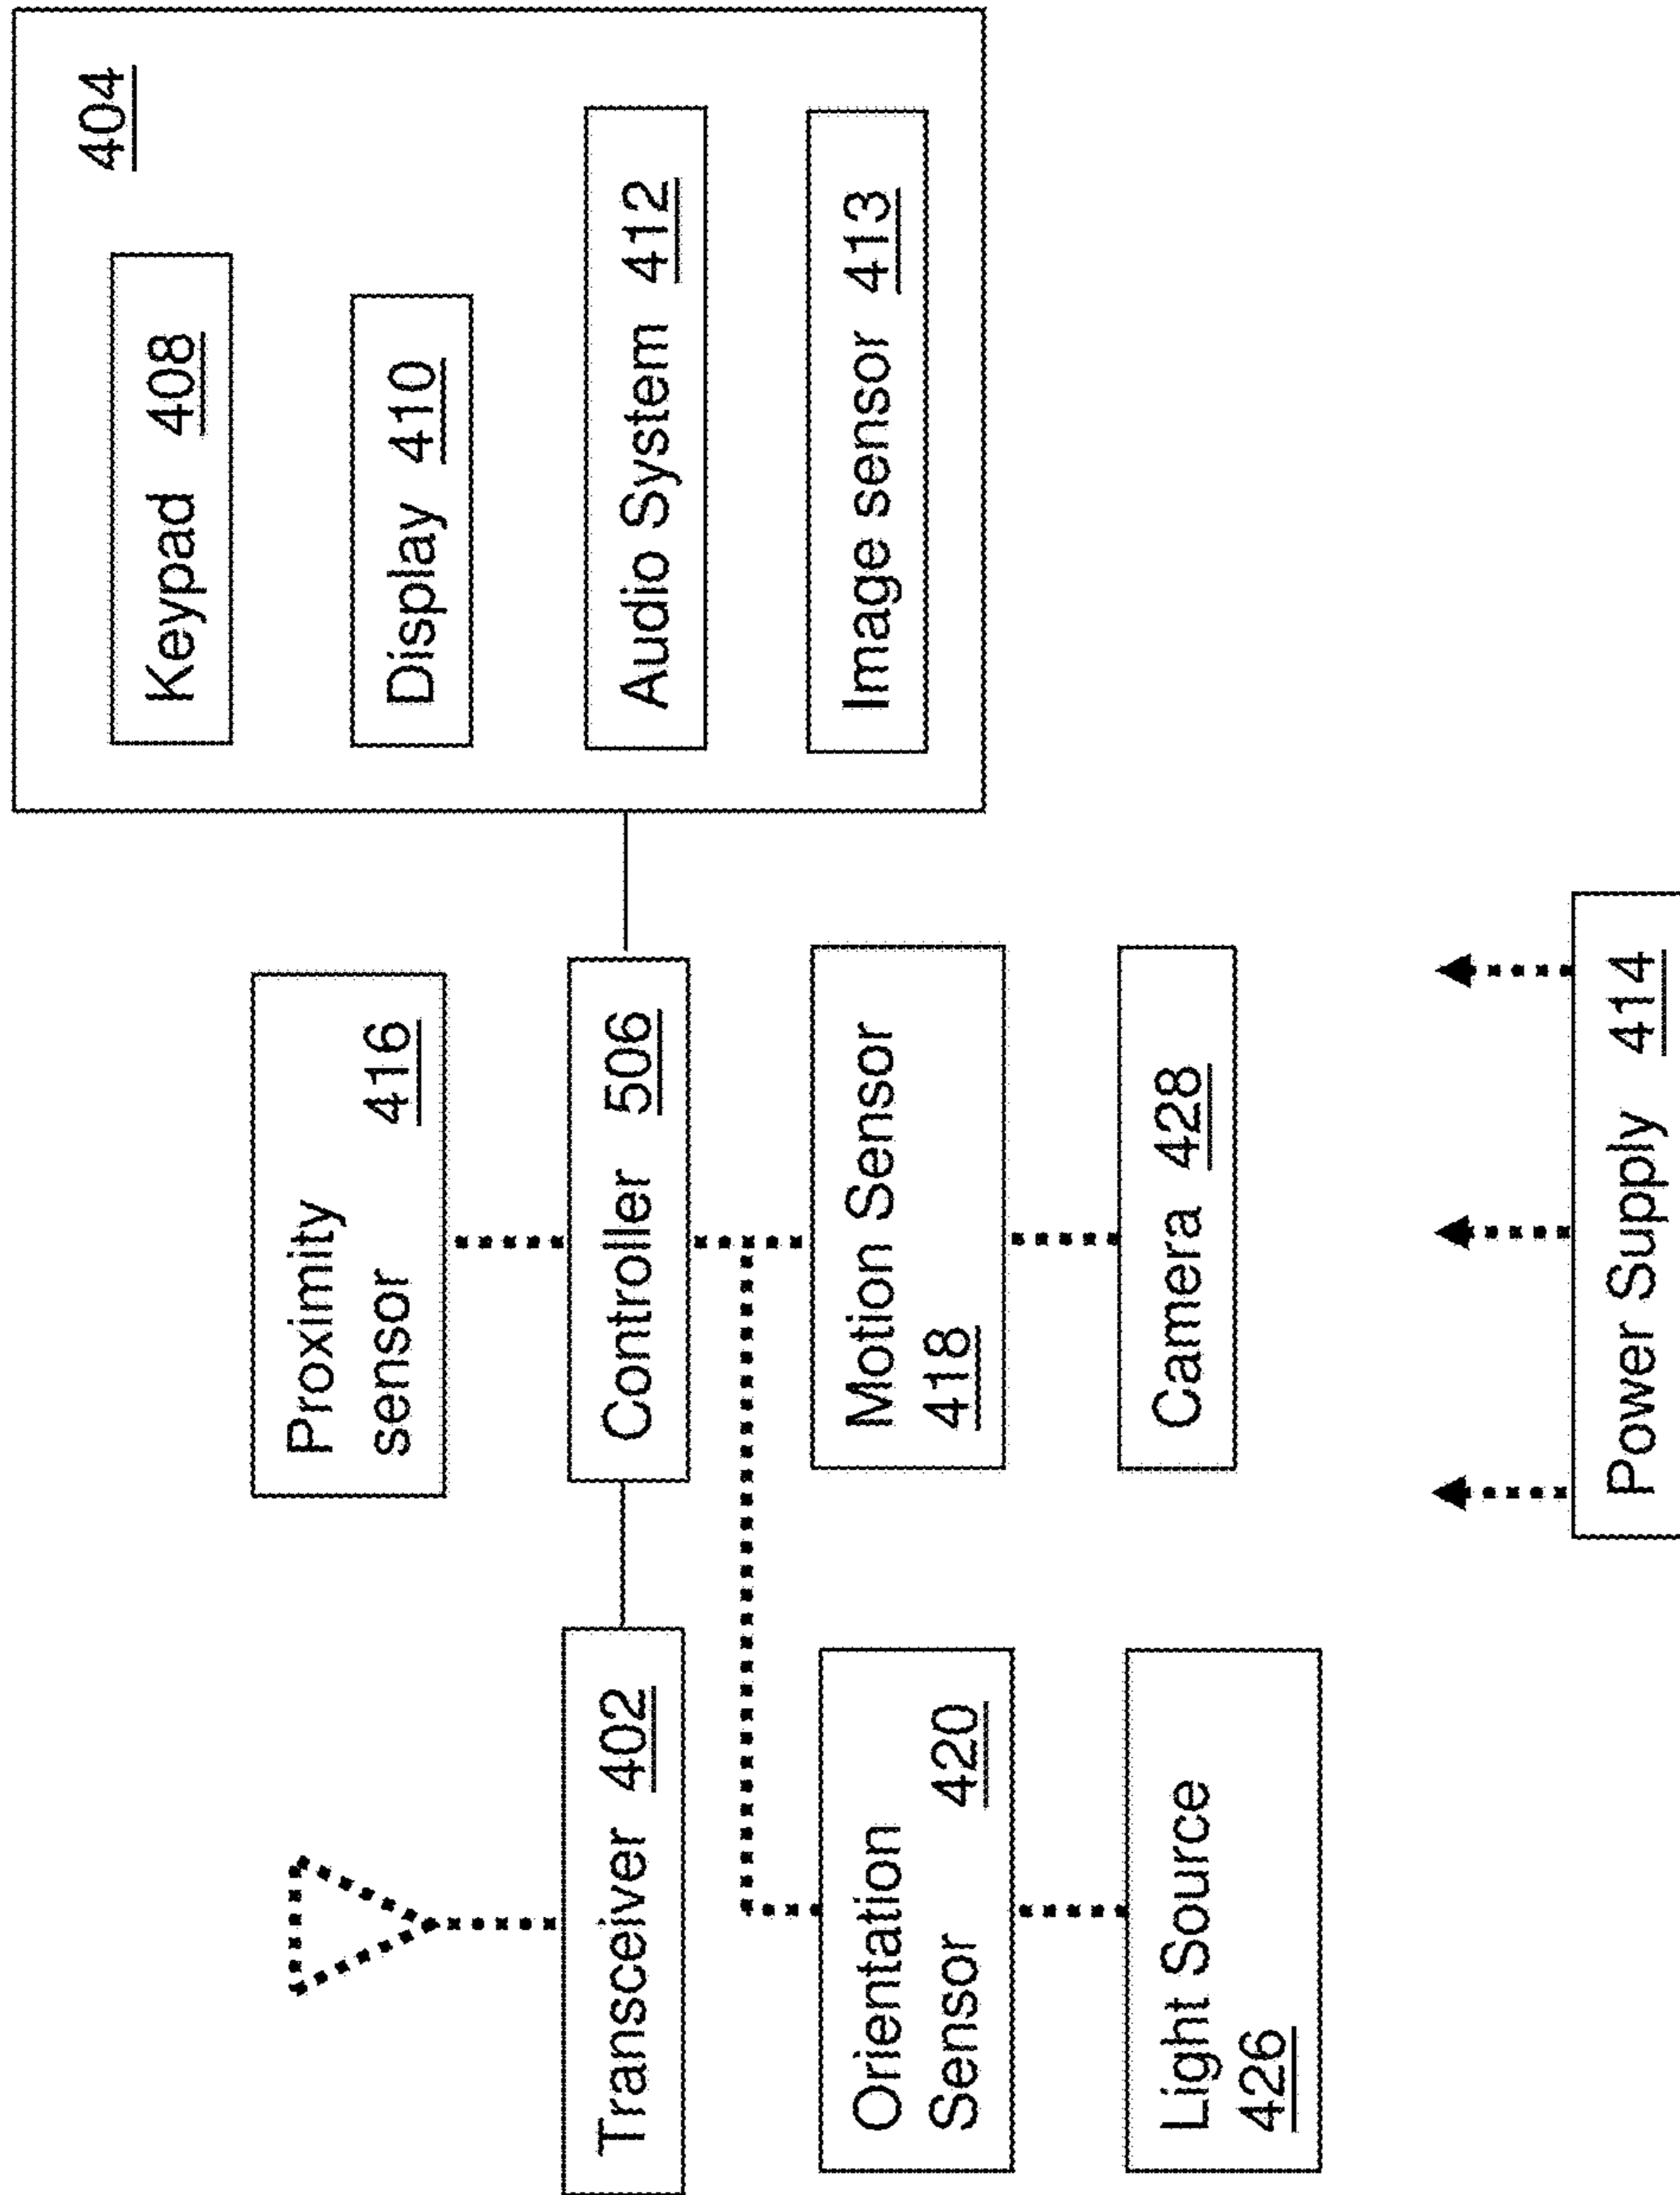 404
Keypad 408
Display 410
Audio System 412
Image sensor 413
Proximity
sensor 416
Transceiver 402
Controller 506
Orientation
Sensor 420
Motion Sensor
418
Light Source
426
Camera 428
Power Supply 414